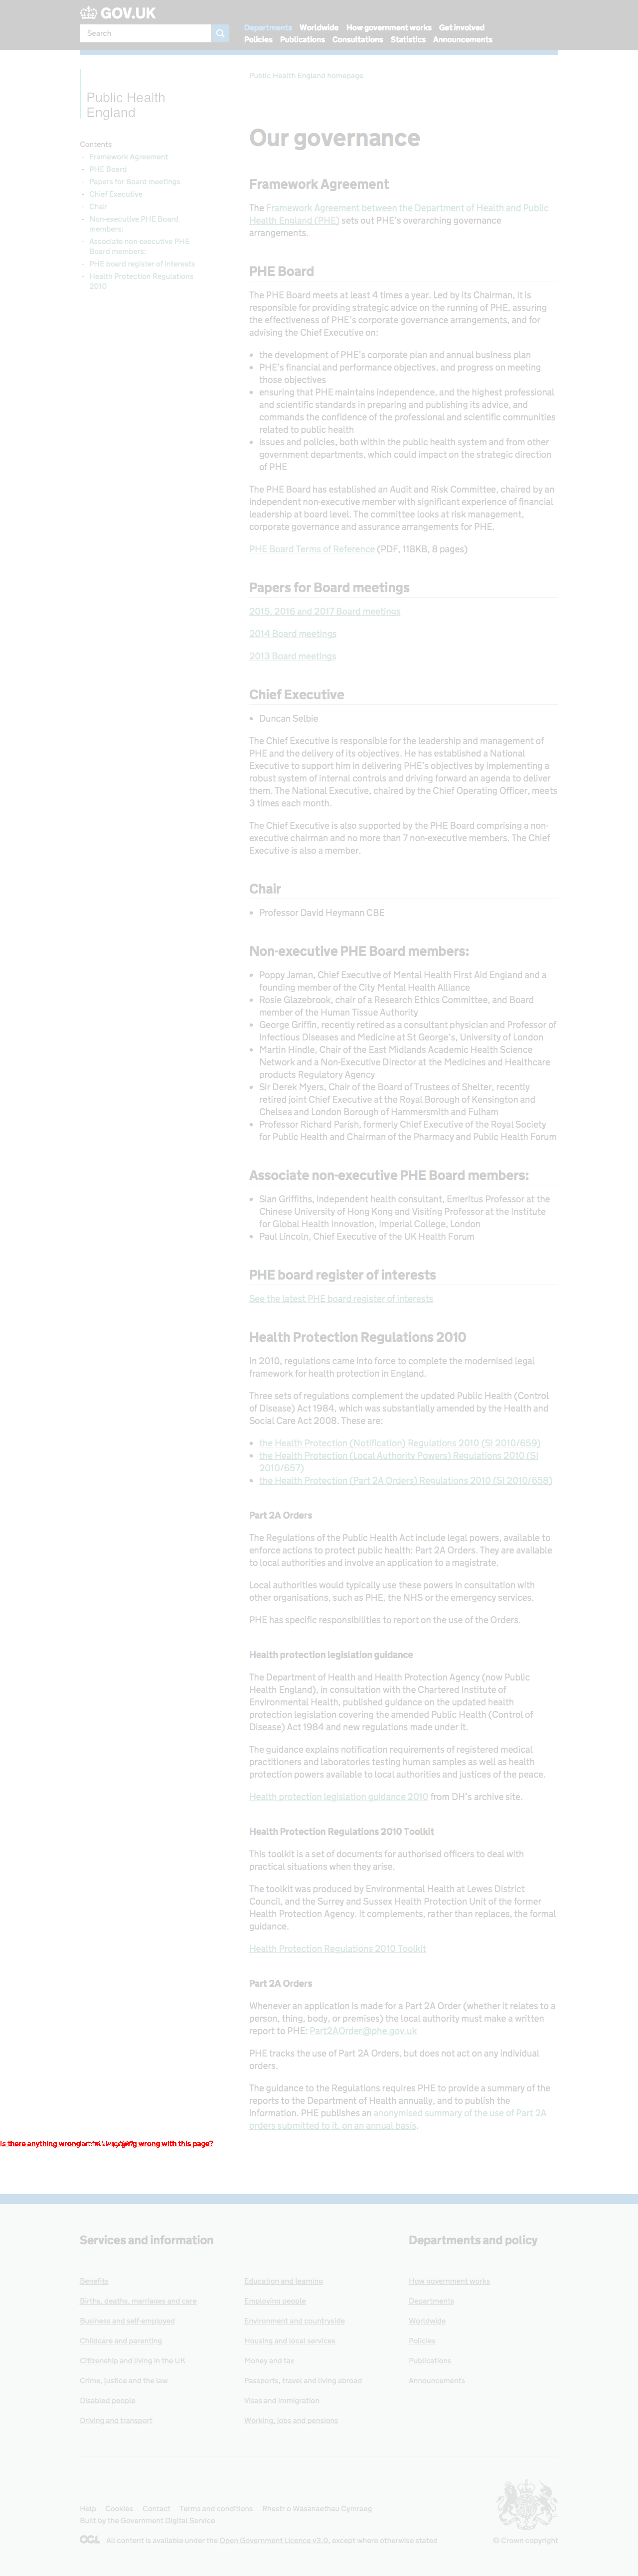 GOV.UK
Search
Departments Worldwide How government works Get involved
Policies Publications Consultations Statistics Announcements
Public Health
England
Public Health England homepage
Contents
- Framework Agreement
- PHE Board
- Papers for Board meetings
- Chief Executive
- Chair
- Non-executive PHE Board
members:
- Associate non-executive PHE
Board members:
- PHE board register of interests
- Health Protection Regulations
2010
Our governance
Framework Agreement
The Framework Agreement between the Department of Health and Public
Health England (PHE) sets out PHE's overarching governance
arrangements.
PHE Board
The PHE Board meets at least 4 times a year. Led by its Chairman, it is
responsible for providing strategic advice on the running of PHE, assuring
the effectiveness of PHE's corporate governance arrangements, and for
advising the Chief Executive on:
• the development of PHE's corporate plan and annual business plan
• PHE's financial and performance objectives, and progress on meeting
those objectives
• ensuring that PHE maintains independence, and the highest professional
and scientific standards in preparing and publishing its advice, and
commands the confidence of the professional and scientific communities
related to public health
• issues and policies, both within the public health system and from other
government departments, which could impact on the strategic direction
of PHE
The PHE Board has established an Audit and Risk Committee, chaired by an
independent non-executive member with significant experience of financial
leadership at board level. The committee looks at risk management,
corporate governance and assurance arrangements for PHE.
PHE Board Terms of Reference (PDF, 118KB, 8 pages)
Papers for Board meetings
2015, 2016 and 2017 Board meetings
2014 Board meetings
2013 Board meetings
Chief Executive
• Duncan Selbie
The Chief Executive is responsible for the leadership and management of
PHE and the delivery of its objectives. He has established a National
Executive to support him in delivering PHE's objectives by implementing a
robust system of internal controls and driving forward an agenda to deliver
them. The National Executive, chaired by the Chief Operating Officer, meets
3 times each month.
The Chief Executive is also supported by the PHE Board comprising a non-
executive chairman and no more than 7 non-executive members. The Chief
Executive is also a member.
Chair
• Professor David Heymann CBE
Non-executive PHE Board members:
• Poppy Jaman, Chief Executive of Mental Health First Aid England and a
founding member of the City Mental Health Alliance
• Rosie Glazebrook, chair of a Research Ethics Committee, and Board
member of the Human Tissue Authority
• George Griffin, recently retired as a consultant physician and Professor of
Infectious Diseases and Medicine at St George's, University of London
• Martin Hindle, Chair of the East Midlands Academic Health Science
Network and a Non-Executive Director at the Medicines and Healthcare
products Regulatory Agency
• Sir Derek Myers, Chair of the Board of Trustees of Shelter, recently
retired joint Chief Executive at the Royal Borough of Kensington and
Chelsea and London Borough of Hammersmith and Fulham
• Professor Richard Parish, formerly Chief Executive of the Royal Society
for Public Health and Chairman of the Pharmacy and Public Health Forum
Associate non-executive PHE Board members:
• Sian Griffiths, independent health consultant, Emeritus Professor at the
Chinese University of Hong Kong and Visiting Professor at the institute
for Global Health Innovation, Imperial College, London
• Paul Lincoln, Chief Executive of the UK Health Forum
PHE board register of interests
See the latest PHE board register of interests
Health Protection Regulations 2010
In 2010, regulations came into force to complete the modernised legal
framework for health protection in England.
Three sets of regulations complement the updated Public Health (Control
of Disease) Act 1984, which was substantially amended by the Health and
Social Care Act 2008. These are:
• the Health Protection (Notification) Regulations 2010 (SI 2010/659)
• the Health Protection (Local Authority Powers) Regulations 2010 (SI
2010/657)
• the Health Protection (Part 2A Orders) Regulations 2010 (SI 2010/658)
Part 2A Orders
The Regulations of the Public Health Act include legal powers, available to
enforce actions to protect public health: Part 2A Orders. They are available
to local authorities and involve an application to a magistrate.
Local authorities would typically use these powers in consultation with
other organisations, such as PHE, the NHS or the emergency services.
PHE has specific responsibilities to report on the use of the Orders.
Health protection legislation guidance
The Department of Health and Health Protection Agency (now Public
Health England), in consultation with the Chartered Institute of
Environmental Health, published guidance on the updated health
protection legislation covering the amended Public Health (Control of
Disease) Act 1984 and new regulations made under it.
The guidance explains notification requirements of registered medical
practitioners and laboratories testing human samples as well as health
protection powers available to local authorities and justices of the peace.
Health protection legislation guidance 2010 from DH's archive site.
Health Protection Regulations 2010 Toolkit
This toolkit is a set of documents for authorised officers to deal with
practical situations when they arise.
The toolkit was produced by Environmental Health at Lewes District
Council, and the Surrey and Sussex Health Protection Unit of the former
Health Protection Agency. It complements, rather than replaces, the formal
guidance.
Health Protection Regulations 2010 Toolkit
Part 2A Orders
Whenever an application is made for a Part 2A Order (whether it relates to a
person, thing, body, or premises) the local authority must make a written
report to PHE: Part2AOrder@phe.gov.uk
PHE tracks the use of Part 2A Orders, but does not act on any individual
orders.
The guidance to the Regulations requires PHE to provide a summary of the
reports to the Department of Health annually, and to publish the
information. PHE publishes an anonymised summary of the use of Part 2A
orders submitted to it, on an annual basis.
Is there anything wrong wrong with this page?
Services and information
Departments and policy
Benefits
Births, deaths, marriages and care
Business and self-employed
Childcare and parenting
Citizenship and living in the UK
Crime, justice and the law
Disabled people
Driving and transport
Education and learning
Employing people
Environment and countryside
Housing and local services
Money and tax
Passports, travel and living abroad
Visas and immigration
Working, jobs and pensions
How government works
Departments
Worldwide
Policies
Publications
Announcements
Help Cookies Contact Terms and conditions Rhestr o Wasanaethau Cymraeg
Built by the Government Digital Service
OGL All content is available under the Open Government Licence v3.0, except where otherwise stated
© Crown copyright